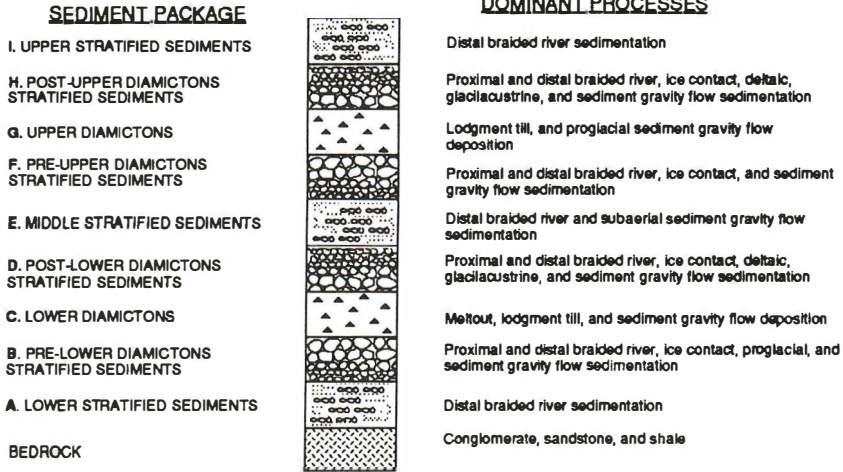 SEDIMENT PACKAGE
DOMINANT PROCESSES
I. UPPER STRATIFIED SEDIMENTS
Distal braided river sedimentation
H. POST-UPPER DIAMICTONS
STRATIFIED SEDIMENTS
Proximal and distal braided river, ice contact, deltaic,
glacilacustrine, and sediment gravity flow sedimentation
G. UPPER DIAMICTONS
Lodgment till, and proglacial sediment gravity flow
deposition
F. PRE-UPPER DIAMICTONS
STRATIFIED SEDIMENTS
Proximal and distal braided river, ice contact, and sediment
gravity flow sedimentation
E. MIDDLE STRATIFIED SEDIMENTS
Distal braided river and subaerial sediment gravity flow
sedimentation
D. POST-LOWER DIAMICTONS
STRATIFIED SEDIMENTS
Proximal and distal braided river, ice contact, deltaic,
glacilacustrine, and sediment gravity flow sedimentation
C. LOWER DIAMICTONS
Meltout, lodgment till, and sediment gravity flow deposition
B. PRE-LOWER DIAMICTONS
STRATIFIED SEDIMENTS
Proximal and distal braided river, ice contact, proglacial, and
sediment gravity flow sedimentation
A. LOWER STRATIFIED SEDIMENTS
Distal braided river sedimentation
BEDROCK
Conglomerate, sandstone, and shale